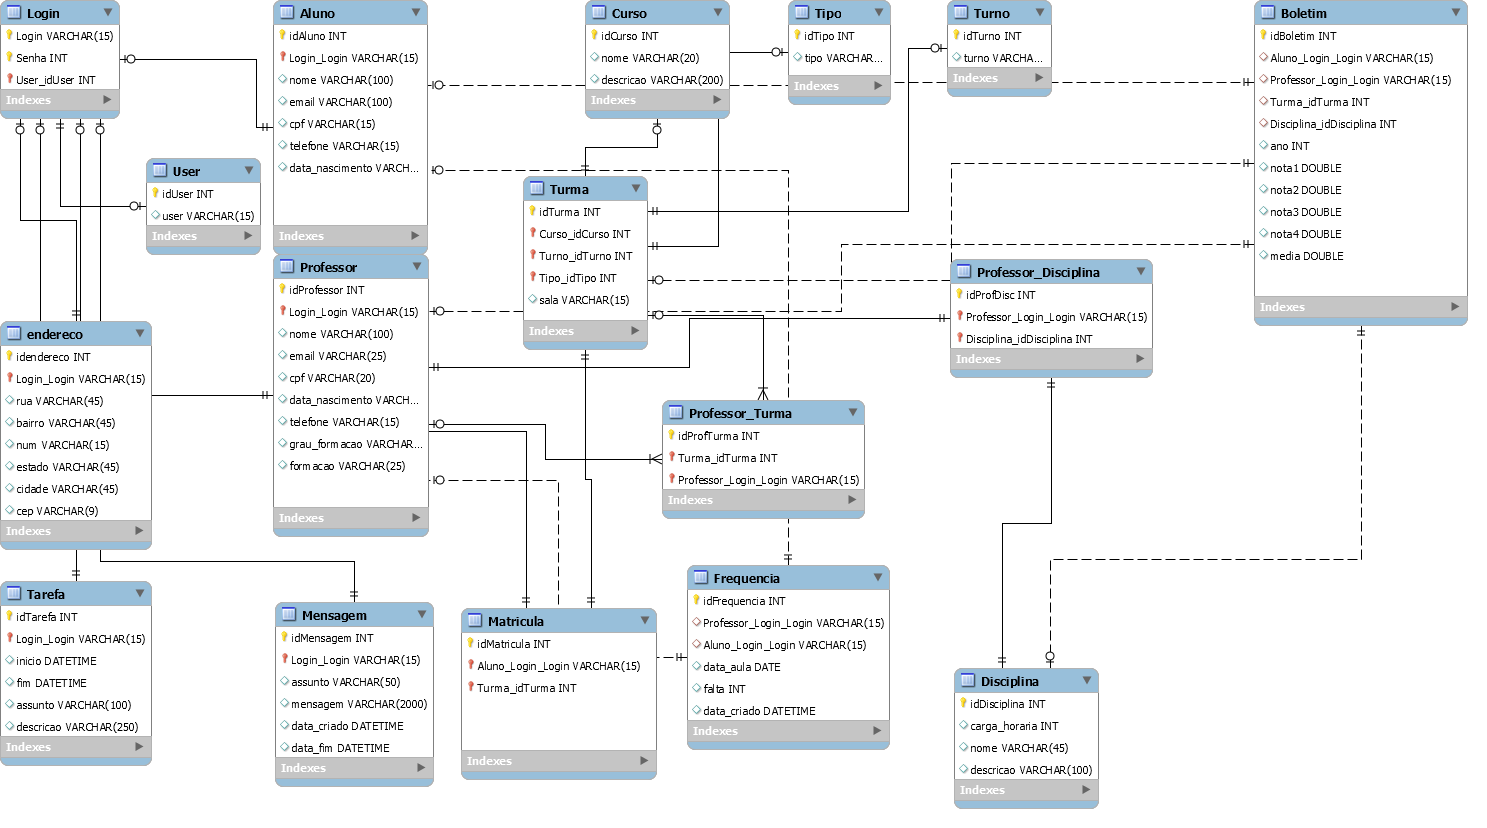 Login
Login VARCHAR(15)
Senha INT
User_idUser INT
Indexes
Aluno
idAluno INT
Login_Login VARCHAR(15)
nome VARCHAR(100)
email VARCHAR(100)
cpf VARCHAR(15)
telefone VARCHAR(15)
data_nascimento VARCH...
Indexes
Curso
idCurso INT
nome VARCHAR(20)
descricao VARCHAR(200)
Indexes
Tipo
idTipo INT
tipo VARCHAR...
Indexes
Turno
idTurno INT
turno VARCHA...
Indexes
Boletim
idBoletim INT
Aluno_Login_Login VARCHAR(15)
Professor_Login_Login VARCHAR(15)
Turma_idTurma INT
Disciplina_idDisciplina INT
ano INT
nota1 DOUBLE
nota2 DOUBLE
nota3 DOUBLE
nota4 DOUBLE
media DOUBLE
Indexes
User
idUser INT
user VARCHAR(15)
Indexes
Turma
idTurma INT
Curso_idCurso INT
Turno_idTurno INT
Tipo_idTipo INT
sala VARCHAR(15)
Indexes
Professor
idProfessor INT
Login_Login VARCHAR(15)
nome VARCHAR(100)
email VARCHAR(25)
cpf VARCHAR(20)
data_nascimento VARCH...
telefone VARCHAR(15)
grau_formacao VARCHAR...
formacao VARCHAR(25)
Indexes
Professor_Disciplina
idProfDisc INT
Professor_Login_Login VARCHAR(15)
Disciplina_idDisciplina INT
Indexes
endereco
idendereco INT
Login_Login VARCHAR(15)
rua VARCHAR(45)
bairro VARCHAR(45)
num VARCHAR(15)
estado VARCHAR(45)
cidade VARCHAR(45)
cep VARCHAR(9)
Indexes
Professor_Turma
idProfTurma INT
Turma_idTurma INT
Professor_Login_Login VARCHAR(15)
Indexes
Tarefa
idTarefa INT
Login_Login VARCHAR(15)
inicio DATETIME
fim DATETIME
assunto VARCHAR(100)
descricao VARCHAR(250)
Indexes
Mensagem
idMensagem INT
Login_Login VARCHAR(15)
assunto VARCHAR(50)
mensagem VARCHAR(2000)
data_criado DATETIME
data_fim DATETIME
Indexes
Matricula
idMatricula INT
Aluno_Login_Login VARCHAR(15)
Turma_idTurma INT
Indexes
Frequencia
idFrequencia INT
Professor_Login_Login VARCHAR(15)
Aluno_Login_Login VARCHAR(15)
data_aula DATE
falta INT
data_criado DATETIME
Indexes
Disciplina
idDisciplina INT
carga_horaria INT
nome VARCHAR(45)
descricao VARCHAR(100)
Indexes